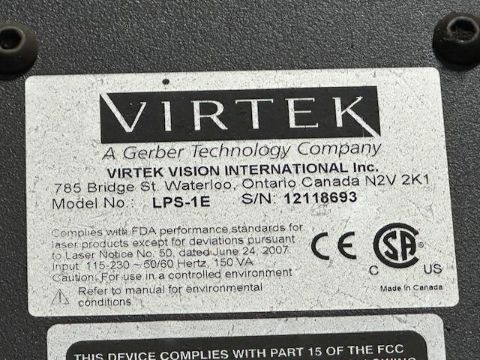 VIRTEK
A Gerber Technology Company
VIRTEK VISION INTERNATIONAL Inc.
785 Bridge St. Waterloo, Ontario Canada N2V 2K1
Model No.: LPS-1E S/N: 12118693
Complies with FDA performance standards for
laser products except for deviations pursuant
to Laser Notice No. 50, dated June 24, 2007
Input: 115-230 ~ 50/60 Hertz, 150 VA
Caution: For use in a controlled environment
Refer to manual for environmental
conditions
CE
SA
C US
Made in Canada
THIS DEVICE COMPLIES WITH PART 15 OF THE FCC